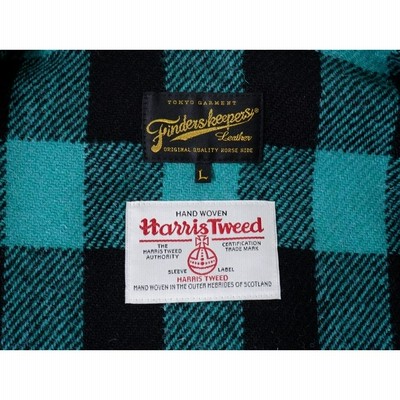 TOKYO GARMENT
Finders-keepers®
Leather
ORIGINAL QUALITY HORSE HIDE
L
HAND WOVEN
Harris Tweed
THE
HARRIS TWEED
AUTHORITY
CERTIFICATION
TRADE MARK
SLEEVE LABEL
HARRIS TWEED
HAND WOVEN IN THE OUTER HEBRIDES OF SCOTLAND